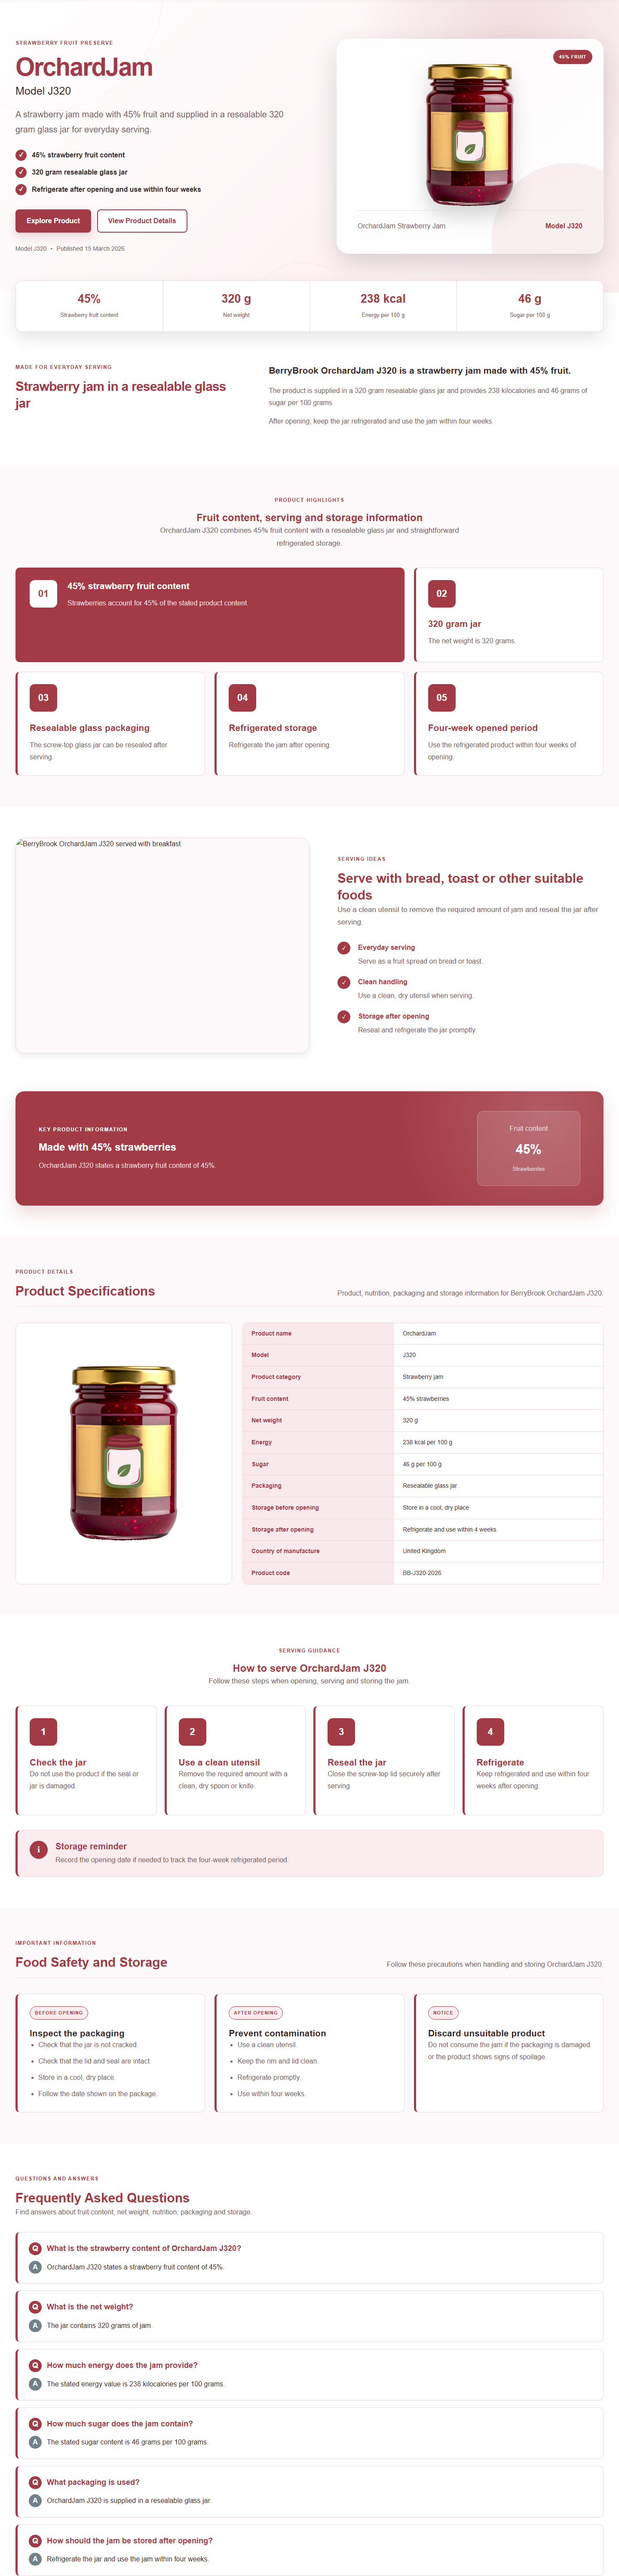 STRAWBERRY FRUIT PRESERVE
OrchardJam
Model J320
A strawberry jam made with 45% fruit and supplied in a resealable 320
gram glass jar for everyday serving.
✓ 45% strawberry fruit content
✓ 320 gram resealable glass jar
✓ Refrigerate after opening and use within four weeks
Explore Product
View Product Details
Model J320 • Published 15 March 2026
45% FRUIT
OrchardJam Strawberry Jam
Model J320
45%
Strawberry fruit content
320 g
Net weight
238 kcal
Energy per 100 g
46 g
Sugar per 100 g
MADE FOR EVERYDAY SERVING
Strawberry jam in a resealable glass
jar
BerryBrook OrchardJam J320 is a strawberry jam made with 45% fruit.
The product is supplied in a 320 gram resealable glass jar and provides 238 kilocalories and 46 grams of
sugar per 100 grams.
After opening, keep the jar refrigerated and use the jam within four weeks.
PRODUCT HIGHLIGHTS
Fruit content, serving and storage information
OrchardJam J320 combines 45% fruit content with a resealable glass jar and straightforward
refrigerated storage.
01
45% strawberry fruit content
Strawberries account for 45% of the stated product content.
02
320 gram jar
The net weight is 320 grams.
03
Resealable glass packaging
The screw-top glass jar can be resealed after
serving.
04
Refrigerated storage
Refrigerate the jam after opening.
05
Four-week opened period
Use the refrigerated product within four weeks of
opening.
BerryBrook OrchardJam J320 served with breakfast
SERVING IDEAS
Serve with bread, toast or other suitable
foods
Use a clean utensil to remove the required amount of jam and reseal the jar after
serving.
✓ Everyday serving
Serve as a fruit spread on bread or toast.
✓ Clean handling
Use a clean, dry utensil when serving.
✓ Storage after opening
Reseal and refrigerate the jar promptly.
KEY PRODUCT INFORMATION
Made with 45% strawberries
OrchardJam J320 states a strawberry fruit content of 45%.
Fruit content
45%
Strawberries
PRODUCT DETAILS
Product Specifications
Product, nutrition, packaging and storage information for BerryBrook OrchardJam J320.
Product name OrchardJam
Model J320
Product category Strawberry jam
Fruit content 45% strawberries
Net weight 320 g
Energy 238 kcal per 100 g
Sugar 46 g per 100 g
Packaging Resealable glass jar
Storage before opening Store in a cool, dry place
Storage after opening Refrigerate and use within 4 weeks
Country of manufacture United Kingdom
Product code BB-J320-2026
SERVING GUIDANCE
How to serve OrchardJam J320
Follow these steps when opening, serving and storing the jam.
1
Check the jar
Do not use the product if the seal or
jar is damaged.
2
Use a clean utensil
Remove the required amount with a
clean, dry spoon or knife.
3
Reseal the jar
Close the screw-top lid securely after
serving.
4
Refrigerate
Keep refrigerated and use within four
weeks after opening.
i
Storage reminder
Record the opening date if needed to track the four-week refrigerated period.
IMPORTANT INFORMATION
Food Safety and Storage
Follow these precautions when handling and storing OrchardJam J320.
BEFORE OPENING
Inspect the packaging
• Check that the jar is not cracked.
• Check that the lid and seal are intact.
• Store in a cool, dry place.
• Follow the date shown on the package.
AFTER OPENING
Prevent contamination
• Use a clean utensil.
• Keep the rim and lid clean.
• Refrigerate promptly.
• Use within four weeks.
NOTICE
Discard unsuitable product
Do not consume the jam if the packaging is damaged
or the product shows signs of spoilage.
QUESTIONS AND ANSWERS
Frequently Asked Questions
Find answers about fruit content, net weight, nutrition, packaging and storage.
Q What is the strawberry content of OrchardJam J320?
A OrchardJam J320 states a strawberry fruit content of 45%.
Q What is the net weight?
A The jar contains 320 grams of jam.
Q How much energy does the jam provide?
A The stated energy value is 238 kilocalories per 100 grams.
Q How much sugar does the jam contain?
A The stated sugar content is 46 grams per 100 grams.
Q What packaging is used?
A OrchardJam J320 is supplied in a resealable glass jar.
Q How should the jam be stored after opening?
A Refrigerate the jar and use the jam within four weeks.